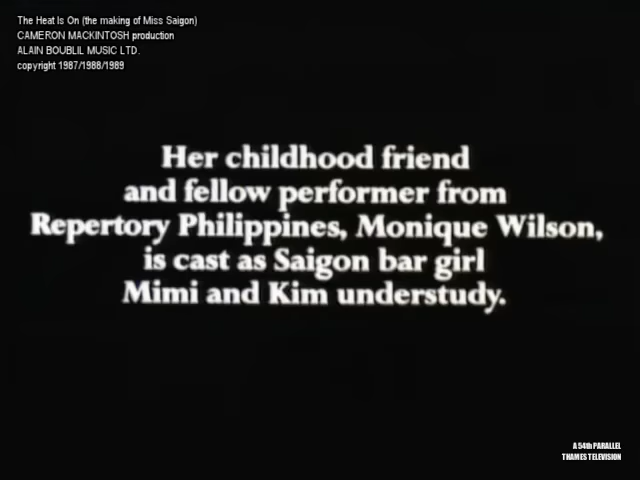 The Heat Is On (the making of Miss Saigon)
CAMERON MACKINTOSH production
ALAIN BOUBLIL MUSIC LTD.
copyright 1987/1988/1989
Her childhood friend
and fellow performer from
Repertory Philippines, Monique Wilson,
is cast as Saigon bar girl
Mimi and Kim understudy.
A 54th PARALLEL
THAMES TELEVISION